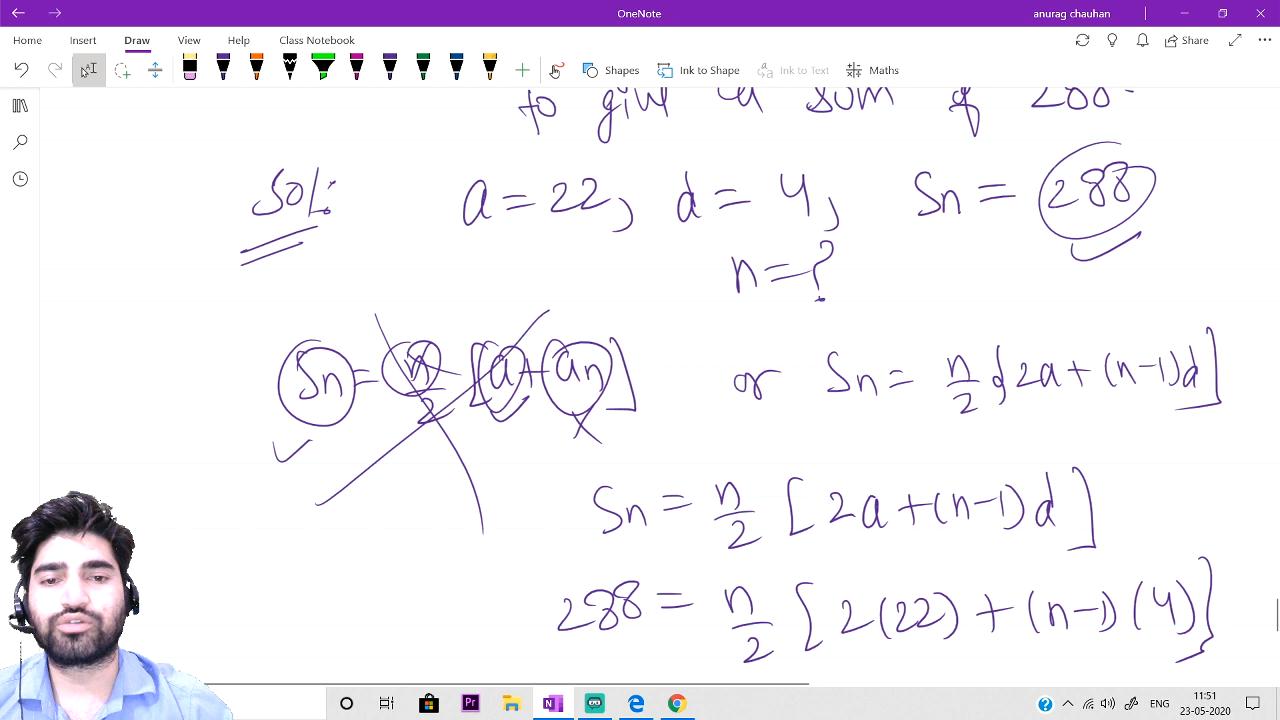 OneNote
anurag chauhan
Home Insert Draw View Help Class Notebook
Share
Shapes Ink to Shape Ink to Text Maths
to give a sum of 288.
Sol: a = 22, d = 4, Sn = 288
n = ?
Sn = n/2 [a + an] or Sn = n/2 {2a + (n-1)d]
Sn = n/2 [2a + (n-1)d]
288 = n/2 [2(22) + (n-1)(4)]
ENG
11:51
23-05-2020